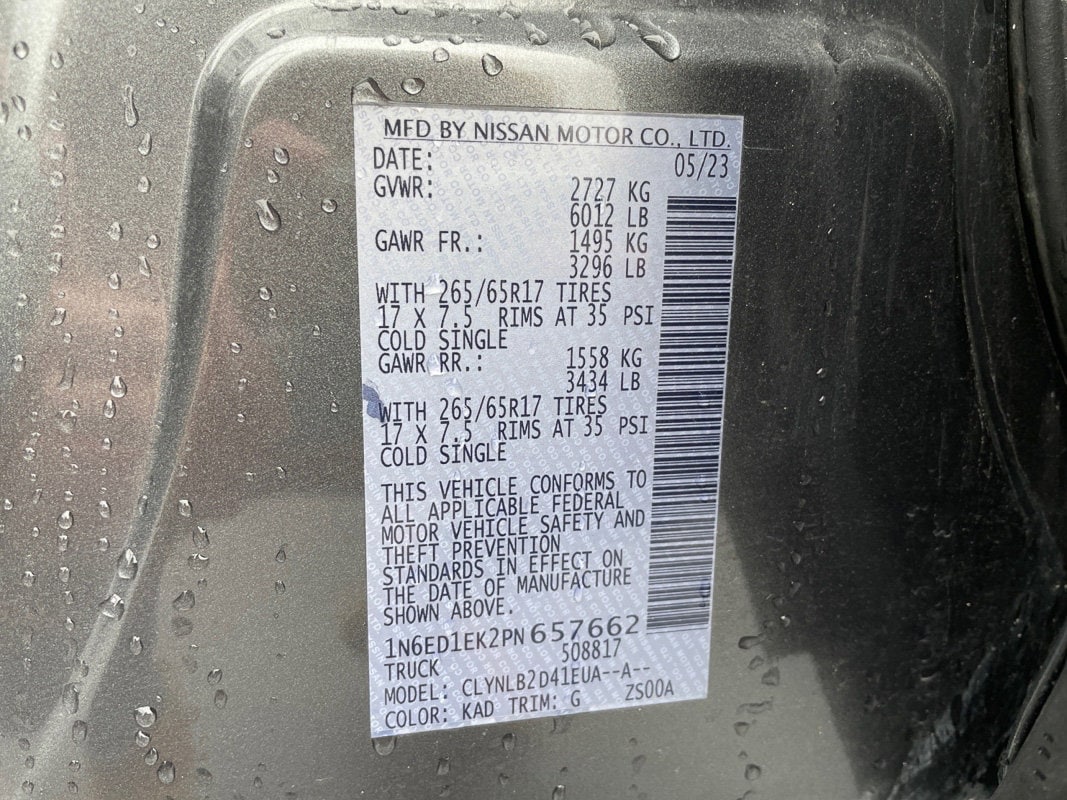 MFD BY NISSAN MOTOR CO., LTD.
DATE: 05/23
GVWR: 2727 KG
6012 LB
GAWR FR.: 1495 KG
3296 LB
WITH 265/65R17 TIRES
17 X 7.5 RIMS AT 35 PSI
COLD SINGLE
GAWR RR.: 1558 KG
3434 LB
WITH 265/65R17 TIRES
17 X 7.5 RIMS AT 35 PSI
COLD SINGLE
THIS VEHICLE CONFORMS TO
ALL APPLICABLE FEDERAL
MOTOR VEHICLE SAFETY AND
THEFT PREVENTION
STANDARDS IN EFFECT ON
THE DATE OF MANUFACTURE
SHOWN ABOVE.
1N6ED1EK2PN657662
508817
TRUCK
MODEL: CLYNLB2D41EUA--A--
COLOR: KAD TRIM: G ZS00A